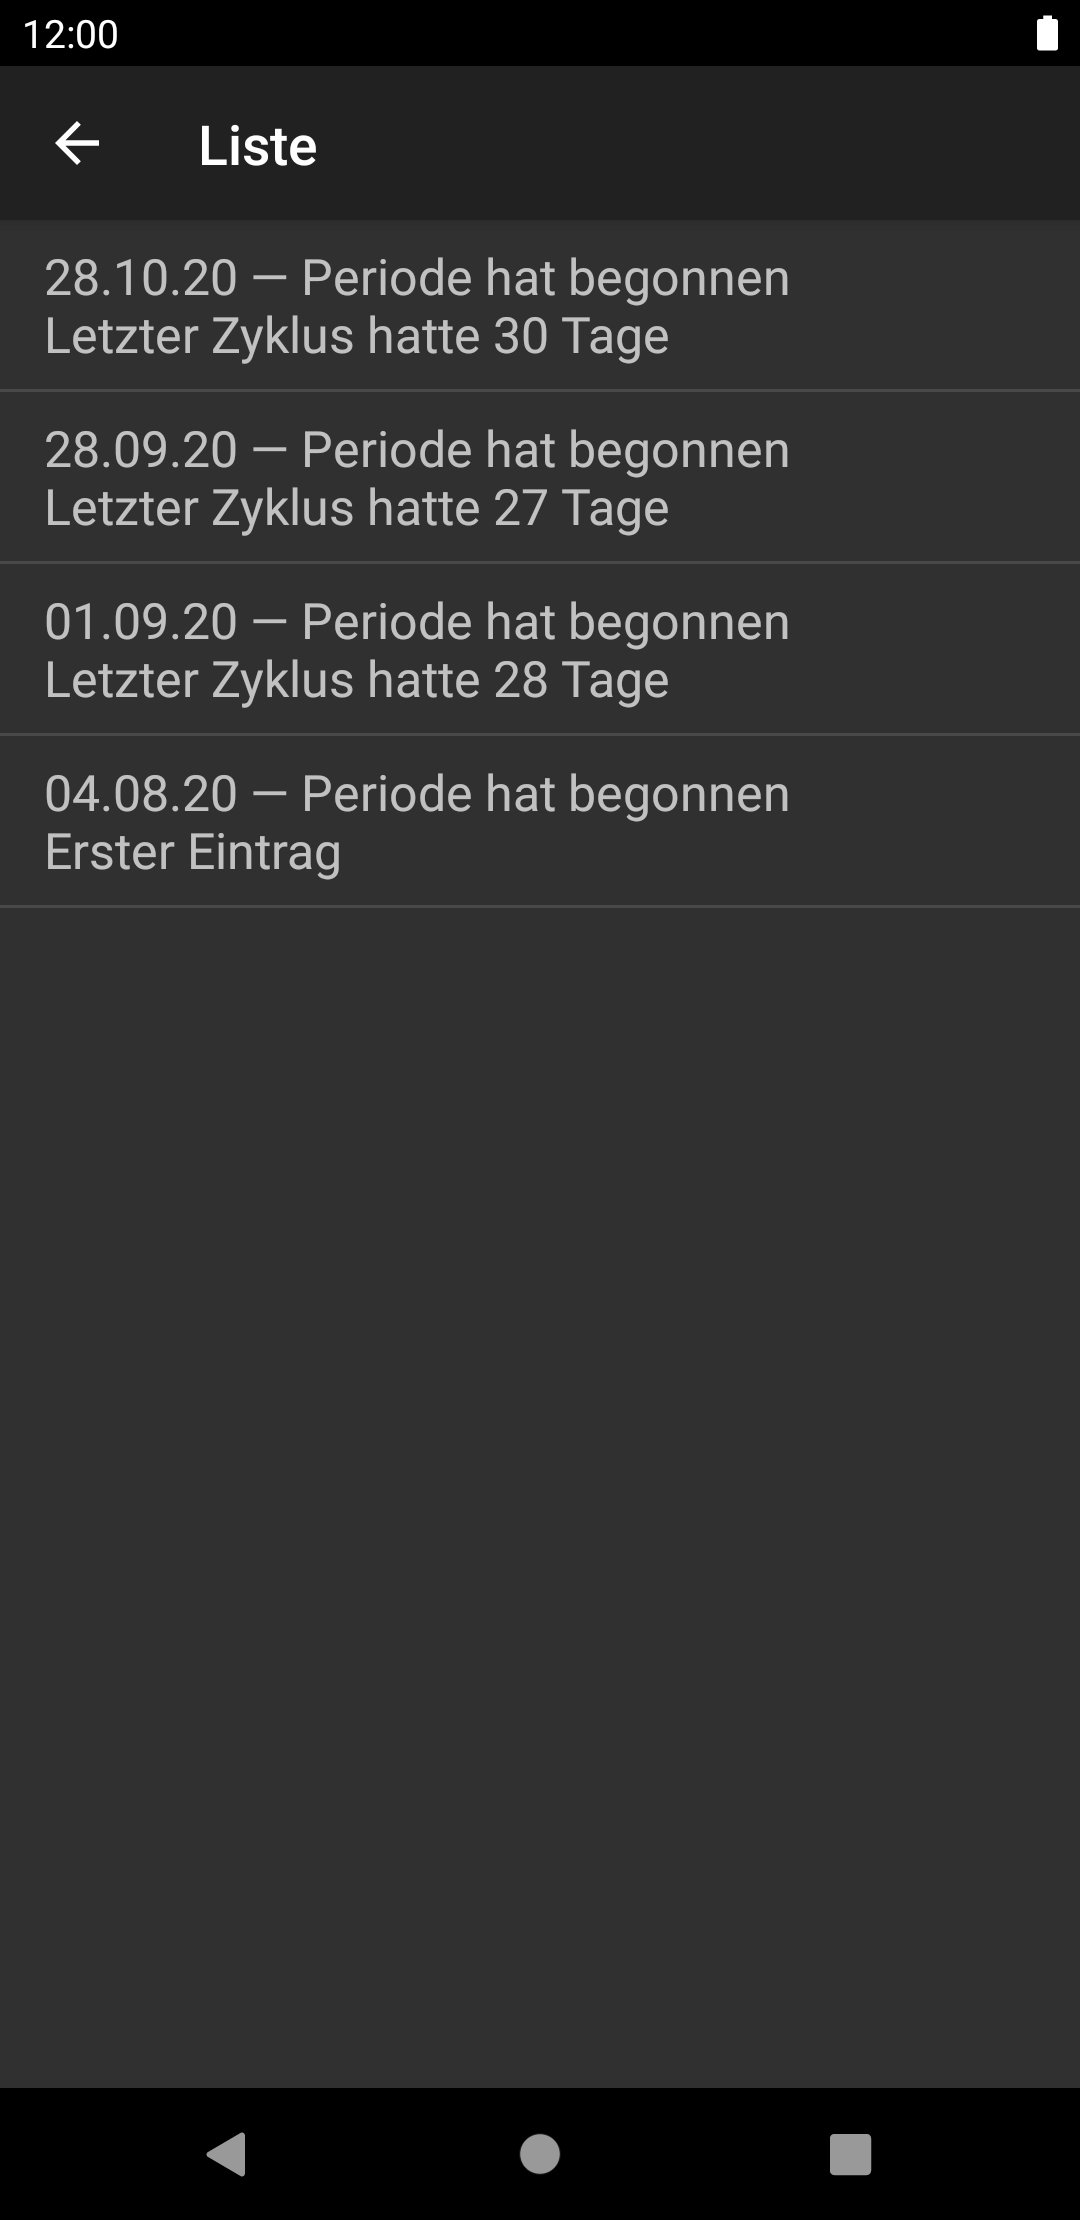 12:00
Liste
28.10.20 — Periode hat begonnen
Letzter Zyklus hatte 30 Tage
28.09.20 — Periode hat begonnen
Letzter Zyklus hatte 27 Tage
01.09.20 — Periode hat begonnen
Letzter Zyklus hatte 28 Tage
04.08.20 — Periode hat begonnen
Erster Eintrag